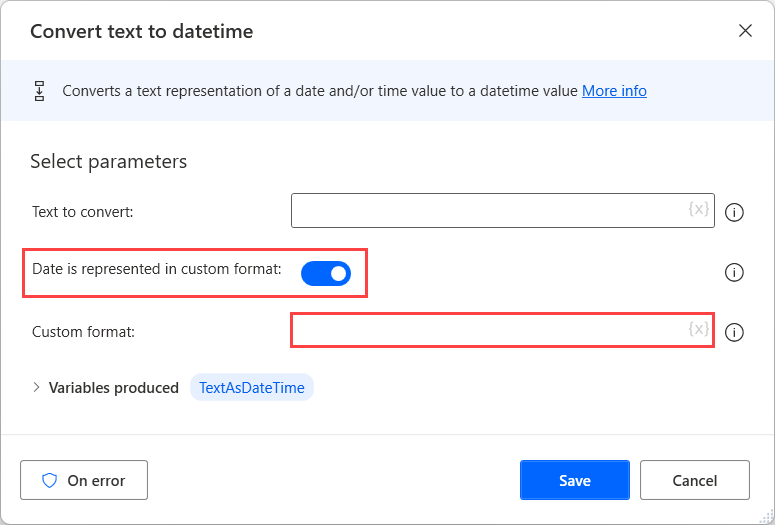 Convert text to datetime
Converts a text representation of a date and/or time value to a datetime value More info
Select parameters
Text to convert:
{x}
Date is represented in custom format:
Custom format:
{x}
Variables produced TextAsDateTime
On error
Save
Cancel